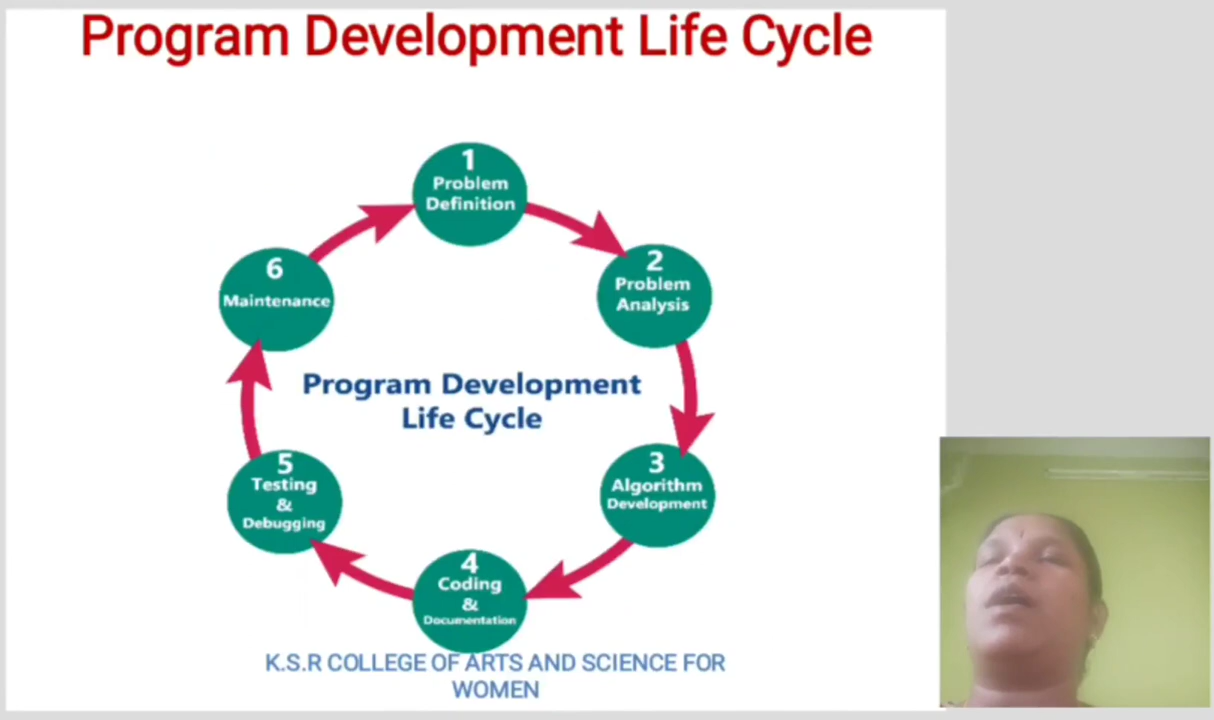 Program Development Life Cycle
1
Problem
Definition
2
Problem
Analysis
3
Algorithm
Development
4
Coding
&
Documentation
5
Testing
&
Debugging
6
Maintenance
Program Development
Life Cycle
K.S.R COLLEGE OF ARTS AND SCIENCE FOR
WOMEN